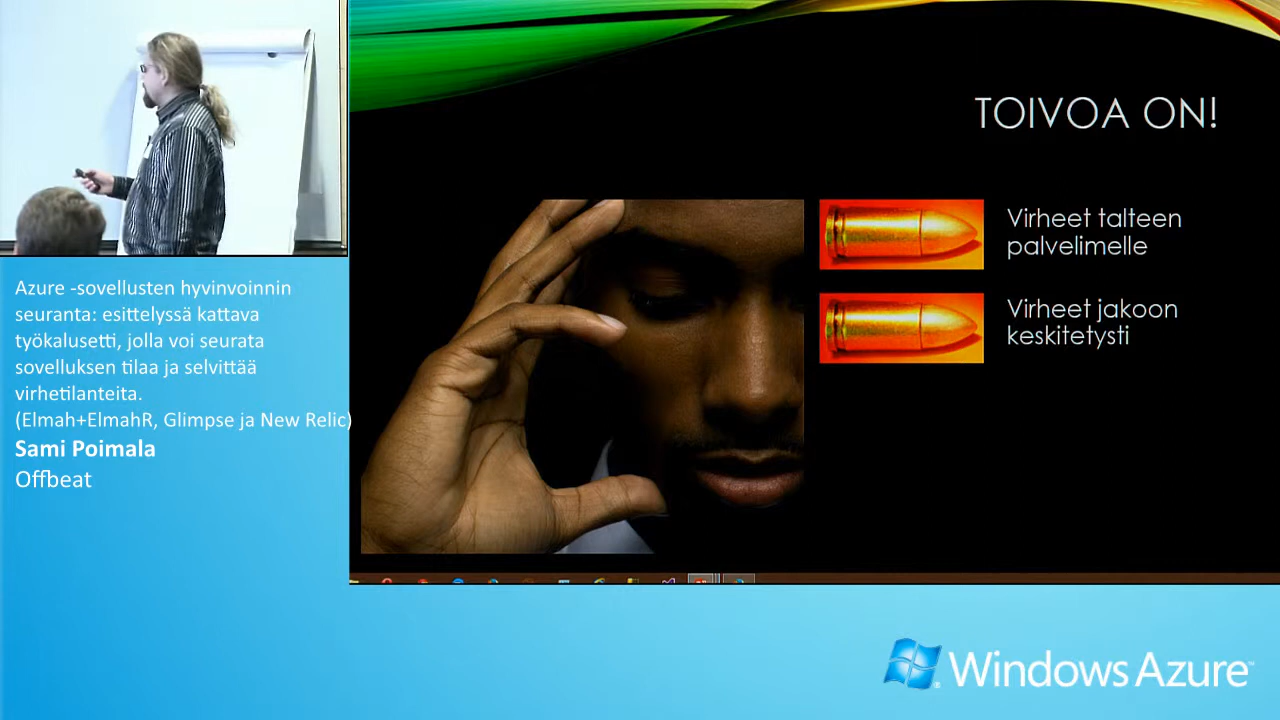 TOIVOA ON!
Virheet talteen
palvelimelle
Virheet jakoon
keskitetysti
Azure -sovellusten hyvinvoinnin
seuranta: esittelyssä kattava
työkalusetti, jolla voi seurata
sovelluksen tilaa ja selvittää
virhetilanteita.
(Elmah+ElmahR, Glimpse ja New Relic)
Sami Poimala
Offbeat
Windows Azure™